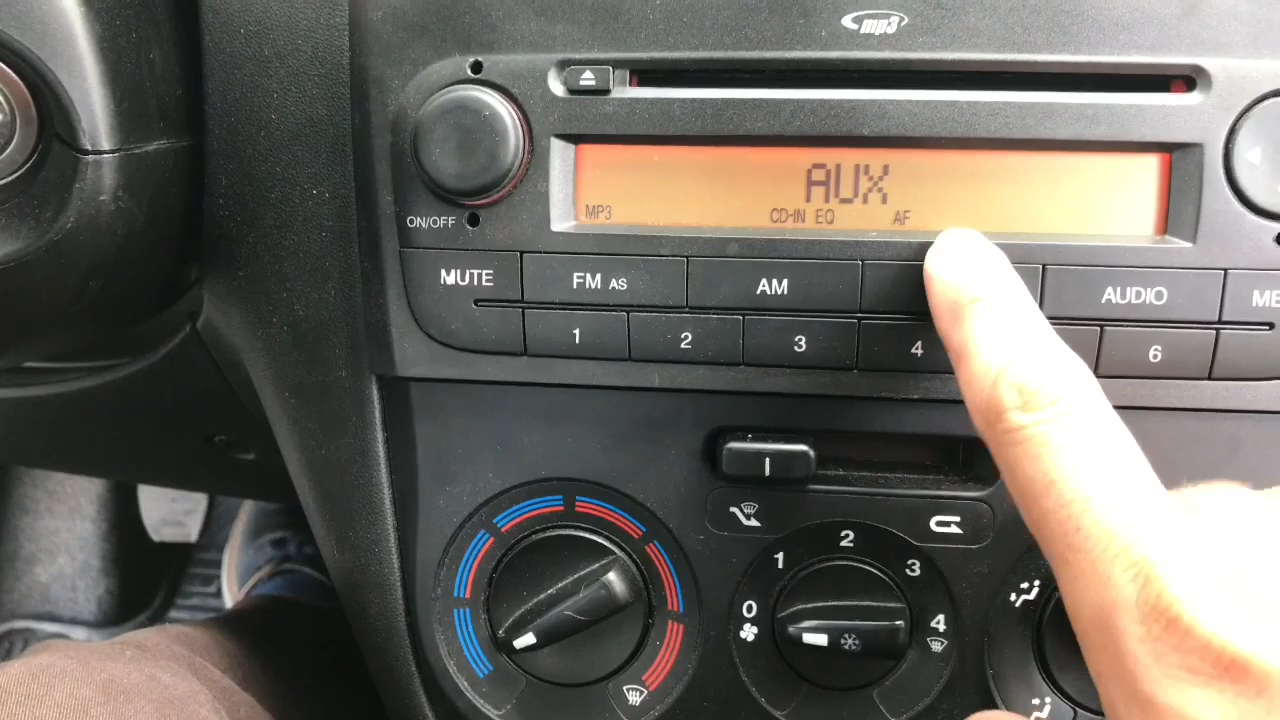 mp3
AUX
MP3 CD-IN EQ AF
ON/OFF
MUTE FM AS AM AUDIO
1 2 3 4 6
2
1 3
0 4